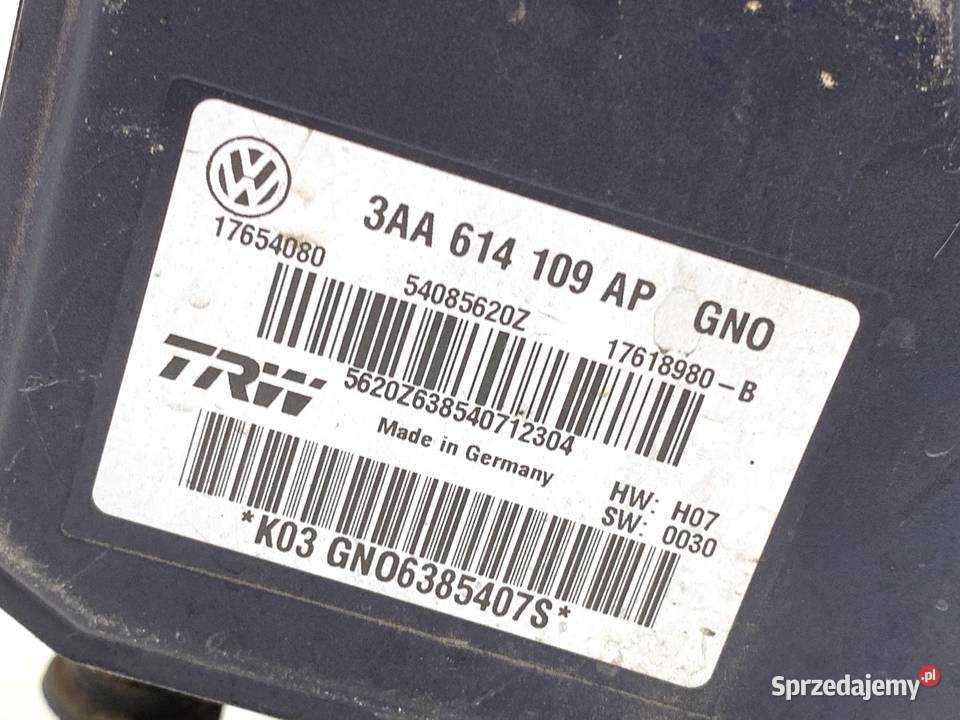 3AA 614 109 AP GNO
17654080
54085620Z
17618980-B
TRW
5620Z638540712304
Made in Germany
HW: H07
SW: 0030
*K03 GNO6385407S*
Sprzedajemy.pl